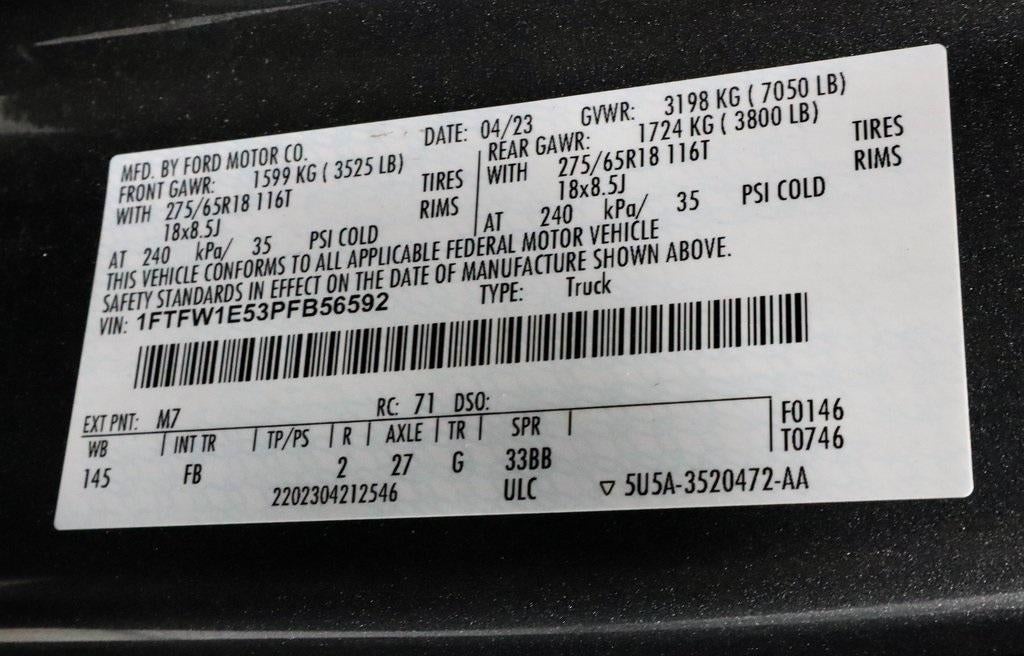 MFD. BY FORD MOTOR CO. DATE: 04/23 GVWR: 3198 KG ( 7050 LB)
FRONT GAWR: 1599 KG ( 3525 LB) REAR GAWR: 1724 KG ( 3800 LB)
WITH 275/65R18 116T TIRES WITH 275/65R18 116T TIRES
18x8.5J RIMS 18x8.5J RIMS
AT 240 kPa/ 35 PSI COLD AT 240 kPa/ 35 PSI COLD
THIS VEHICLE CONFORMS TO ALL APPLICABLE FEDERAL MOTOR VEHICLE
SAFETY STANDARDS IN EFFECT ON THE DATE OF MANUFACTURE SHOWN ABOVE.
VIN: 1FTFW1E53PFB56592 TYPE: Truck
EXT PNT: M7 RC: 71 DSO:
WB INT TR TP/PS R AXLE TR SPR F0146
145 FB 2 27 G 33BB T0746
2202304212546 ULC ▽ 5U5A-3520472-AA